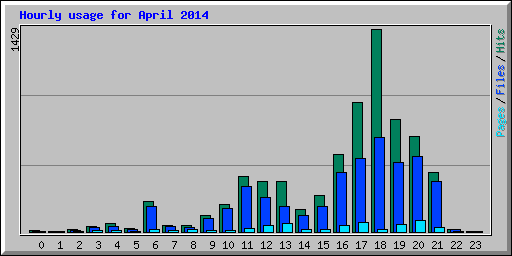 Hourly usage for April 2014
1429
Pages/Files/Hits
0 1 2 3 4 5 6 7 8 9 10 11 12 13 14 15 16 17 18 19 20 21 22 23